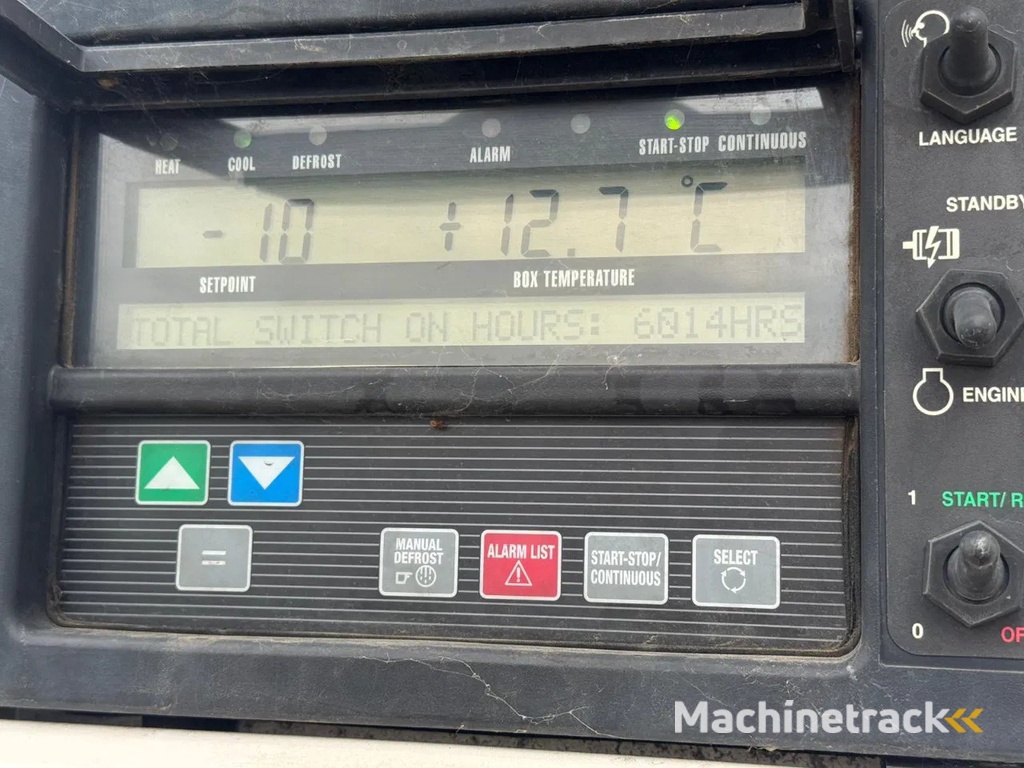 HEAT COOL DEFROST ALARM START-STOP CONTINUOUS
-10 +12.7 °C
SETPOINT BOX TEMPERATURE
TOTAL SWITCH ON HOURS: 6014HRS
=
MANUAL
DEFROST
ALARM LIST
START-STOP/
CONTINUOUS
SELECT
LANGUAGE
STANDBY
ENGINE
1 START/ R
0 OF
Machinetrack